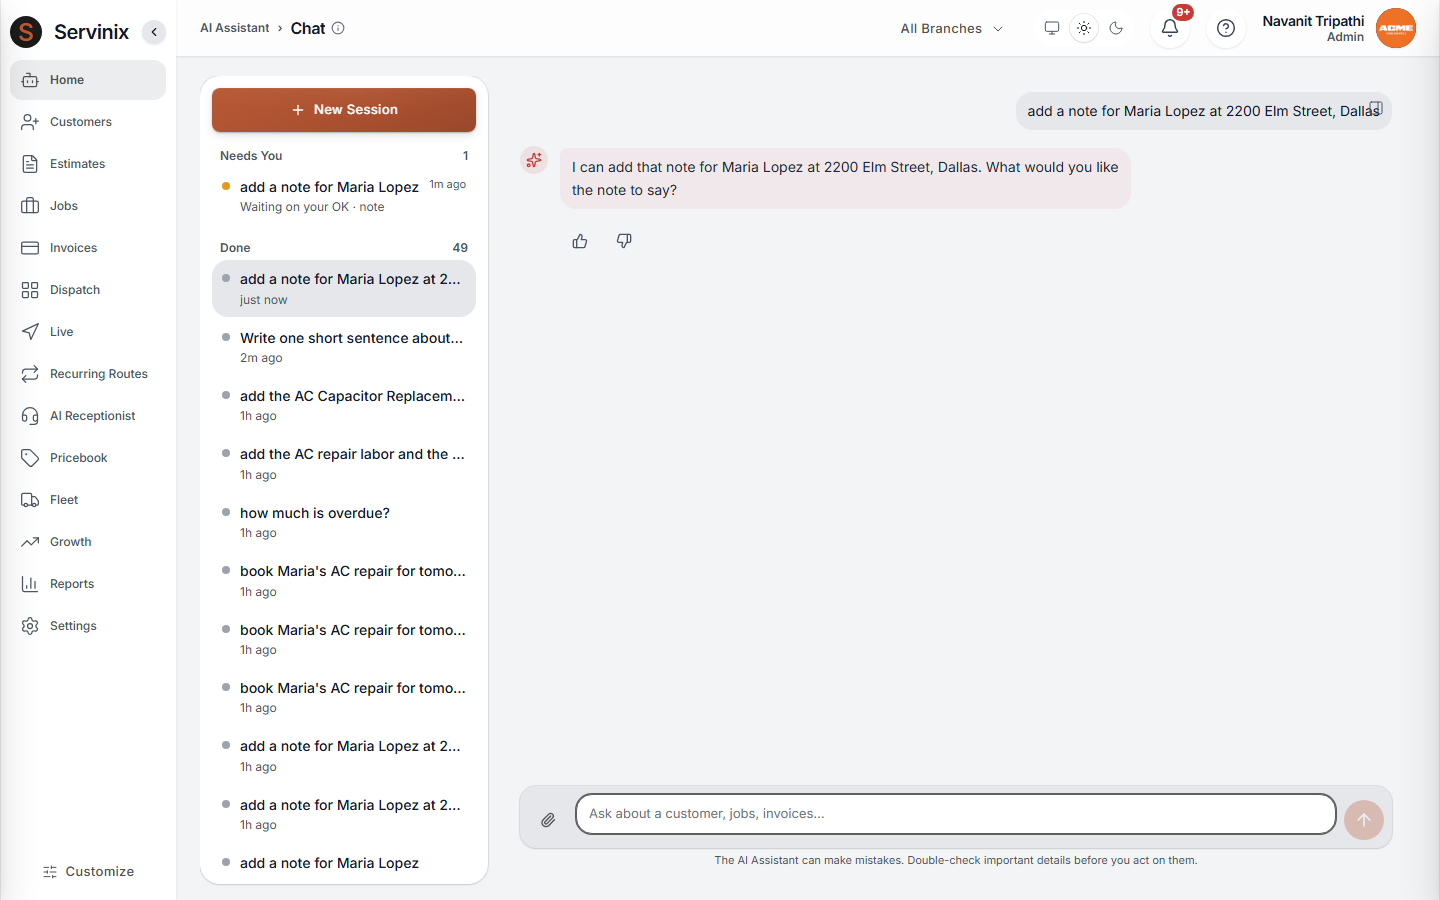 S
Servinix
AI Assistant › Chat
All Branches
9+
Navanit Tripathi
Admin
ACME
Home
Customers
Estimates
Jobs
Invoices
Dispatch
Live
Recurring Routes
AI Receptionist
Pricebook
Fleet
Growth
Reports
Settings
Customize
+ New Session
Needs You 1
add a note for Maria Lopez 1m ago
Waiting on your OK · note
Done 49
add a note for Maria Lopez at 2...
just now
Write one short sentence about...
2m ago
add the AC Capacitor Replacem...
1h ago
add the AC repair labor and the ...
1h ago
how much is overdue?
1h ago
book Maria's AC repair for tomo...
1h ago
book Maria's AC repair for tomo...
1h ago
book Maria's AC repair for tomo...
1h ago
add a note for Maria Lopez at 2...
1h ago
add a note for Maria Lopez at 2...
1h ago
add a note for Maria Lopez
add a note for Maria Lopez at 2200 Elm Street, Dallas
I can add that note for Maria Lopez at 2200 Elm Street, Dallas. What would you like
the note to say?
Ask about a customer, jobs, invoices...
The AI Assistant can make mistakes. Double-check important details before you act on them.